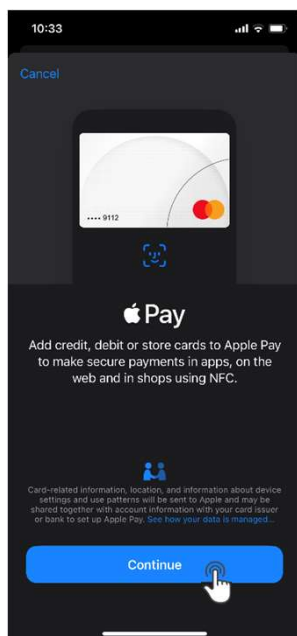 10:33
Cancel
•••• 9112
Pay
Add credit, debit or store cards to Apple Pay
to make secure payments in apps, on the
web and in shops using NFC.
Card-related information, location, and information about device
settings and use patterns will be sent to Apple and may be
shared together with account information with your card issuer
or bank to set up Apple Pay. See how your data is managed...
Continue